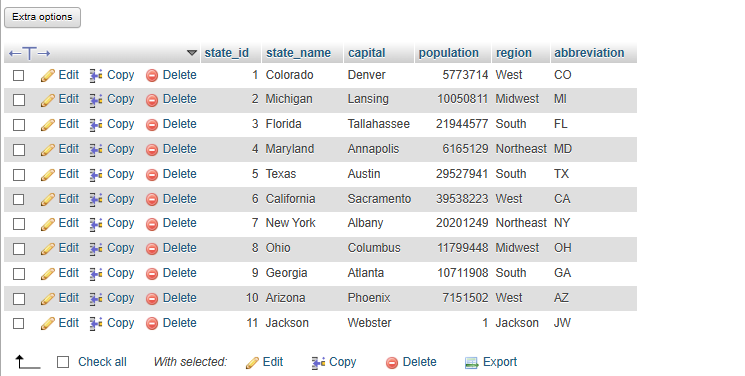 Extra options
state_id state_name capital population region abbreviation
Edit Copy Delete 1 Colorado Denver 5773714 West CO
Edit Copy Delete 2 Michigan Lansing 10050811 Midwest MI
Edit Copy Delete 3 Florida Tallahassee 21944577 South FL
Edit Copy Delete 4 Maryland Annapolis 6165129 Northeast MD
Edit Copy Delete 5 Texas Austin 29527941 South TX
Edit Copy Delete 6 California Sacramento 39538223 West CA
Edit Copy Delete 7 New York Albany 20201249 Northeast NY
Edit Copy Delete 8 Ohio Columbus 11799448 Midwest OH
Edit Copy Delete 9 Georgia Atlanta 10711908 South GA
Edit Copy Delete 10 Arizona Phoenix 7151502 West AZ
Edit Copy Delete 11 Jackson Webster 1 Jackson JW
Check all With selected: Edit Copy Delete Export